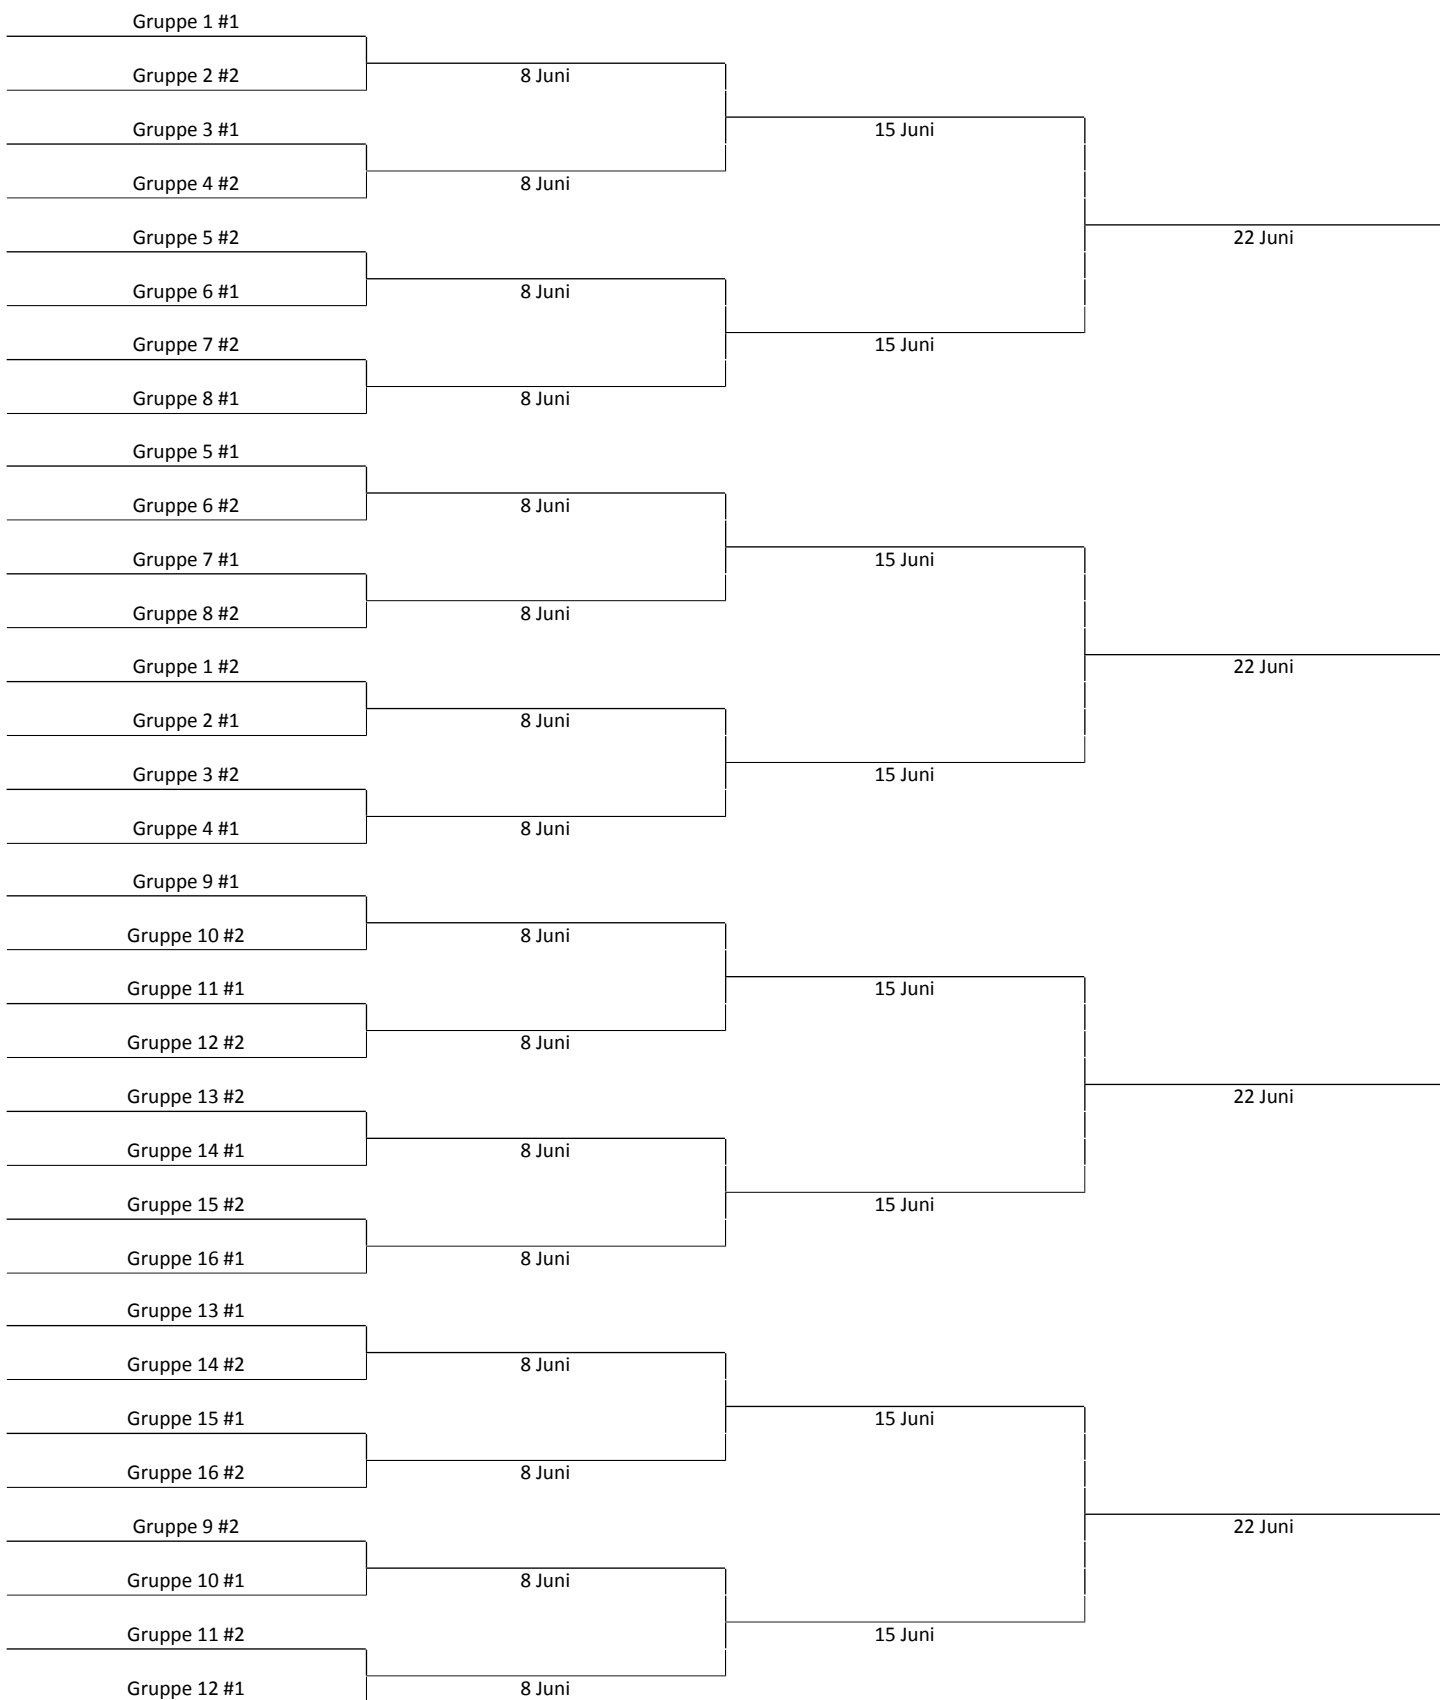 Gruppe 1 #1
Gruppe 2 #2
8 Juni
Gruppe 3 #1
15 Juni
Gruppe 4 #2
8 Juni
Gruppe 5 #2
22 Juni
Gruppe 6 #1
8 Juni
Gruppe 7 #2
15 Juni
Gruppe 8 #1
8 Juni
Gruppe 5 #1
Gruppe 6 #2
8 Juni
Gruppe 7 #1
15 Juni
Gruppe 8 #2
8 Juni
Gruppe 1 #2
22 Juni
Gruppe 2 #1
8 Juni
Gruppe 3 #2
15 Juni
Gruppe 4 #1
8 Juni
Gruppe 9 #1
Gruppe 10 #2
8 Juni
Gruppe 11 #1
15 Juni
Gruppe 12 #2
8 Juni
Gruppe 13 #2
22 Juni
Gruppe 14 #1
8 Juni
Gruppe 15 #2
15 Juni
Gruppe 16 #1
8 Juni
Gruppe 13 #1
Gruppe 14 #2
8 Juni
Gruppe 15 #1
15 Juni
Gruppe 16 #2
8 Juni
Gruppe 9 #2
22 Juni
Gruppe 10 #1
8 Juni
Gruppe 11 #2
15 Juni
Gruppe 12 #1
8 Juni